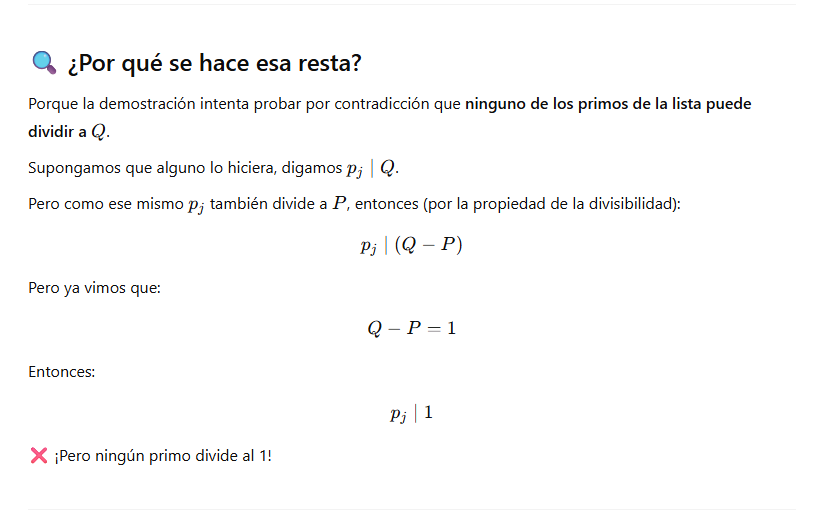 🔍 ¿Por qué se hace esa resta?
Porque la demostración intenta probar por contradicción que ninguno de los primos de la lista puede
dividir a Q.
Supongamos que alguno lo hiciera, digamos p_j | Q.
Pero como ese mismo p_j también divide a P, entonces (por la propiedad de la divisibilidad):
p_j | (Q − P)
Pero ya vimos que:
Q − P = 1
Entonces:
p_j | 1
❌ ¡Pero ningún primo divide al 1!